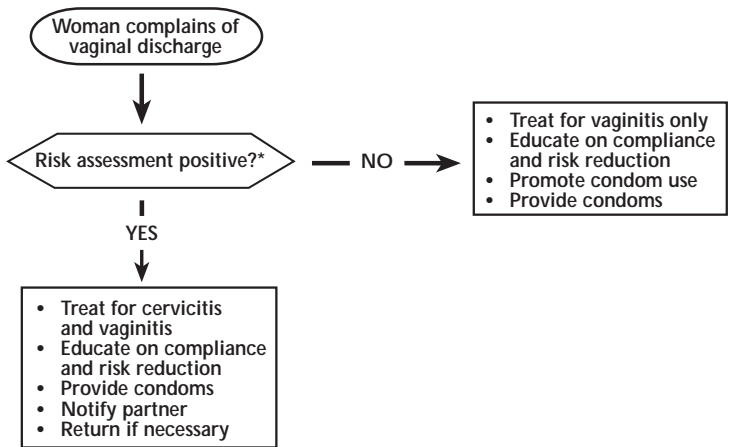 Woman complains of
vaginal discharge
Risk assessment positive?*
NO
• Treat for vaginitis only
• Educate on compliance
and risk reduction
• Promote condom use
• Provide condoms
YES
• Treat for cervicitis
and vaginitis
• Educate on compliance
and risk reduction
• Provide condoms
• Notify partner
• Return if necessary